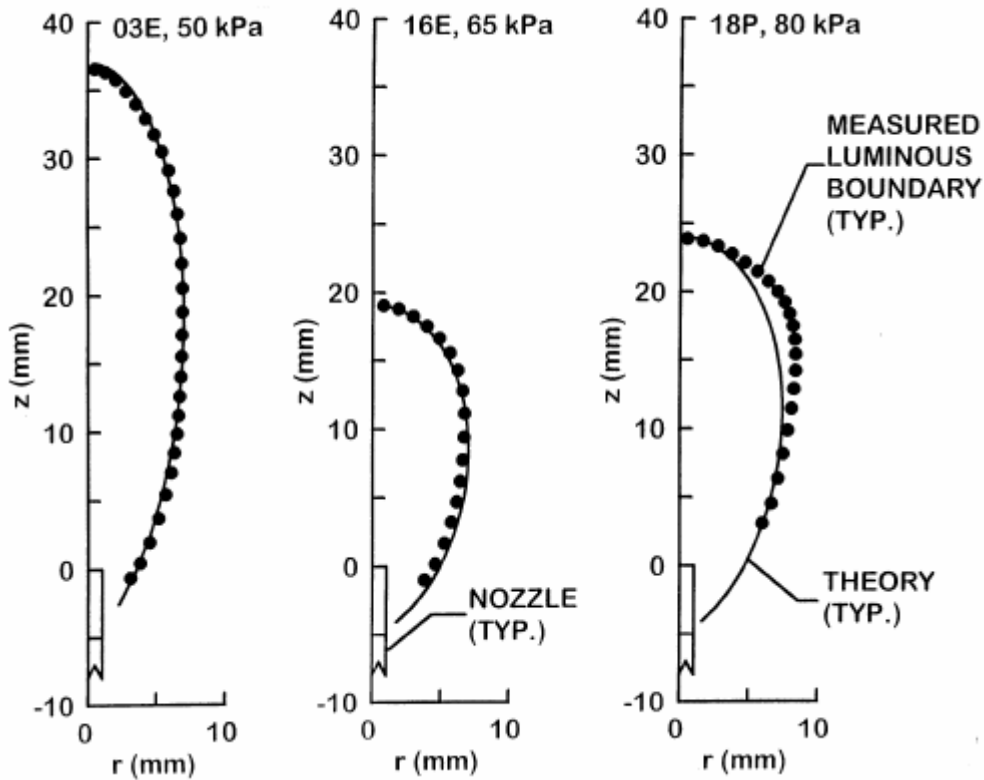 03E, 50 kPa
40
30
20
10
0
-10
z (mm)
0
10
r (mm)
16E, 65 kPa
40
30
20
10
0
-10
z (mm)
0
10
r (mm)
NOZZLE
(TYP.)
18P, 80 kPa
40
30
20
10
0
-10
z (mm)
0
10
r (mm)
MEASURED
LUMINOUS
BOUNDARY
(TYP.)
THEORY
(TYP.)